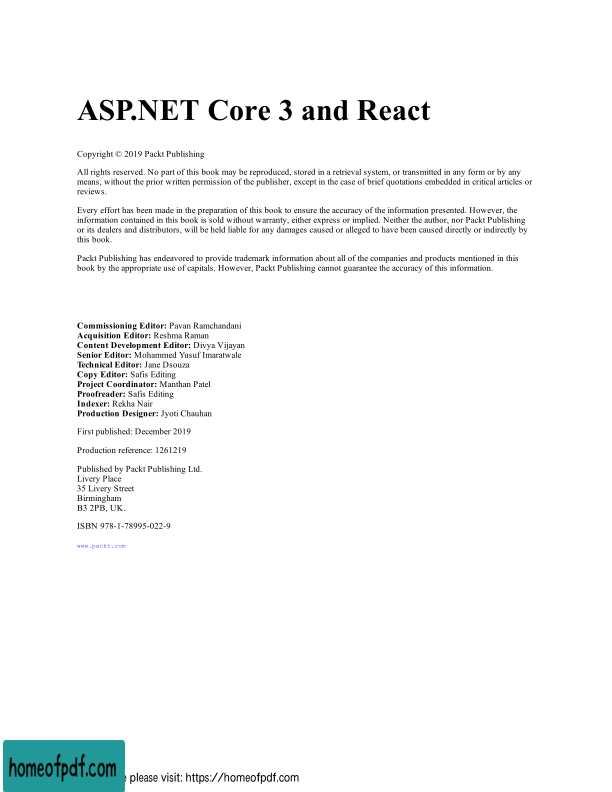 ASP.NET Core 3 and React
Copyright © 2019 Packt Publishing
All rights reserved. No part of this book may be reproduced, stored in a retrieval system, or transmitted in any form or by any
means, without the prior written permission of the publisher, except in the case of brief quotations embedded in critical articles or
reviews.
Every effort has been made in the preparation of this book to ensure the accuracy of the information presented. However, the
information contained in this book is sold without warranty, either express or implied. Neither the author, nor Packt Publishing
or its dealers and distributors, will be held liable for any damages caused or alleged to have been caused directly or indirectly by
this book.
Packt Publishing has endeavored to provide trademark information about all of the companies and products mentioned in this
book by the appropriate use of capitals. However, Packt Publishing cannot guarantee the accuracy of this information.
Commissioning Editor: Pavan Ramchandani
Acquisition Editor: Reshma Raman
Content Development Editor: Divya Vijayan
Senior Editor: Mohammed Yusuf Imaratwale
Technical Editor: Jane Dsouza
Copy Editor: Safis Editing
Project Coordinator: Manthan Patel
Proofreader: Safis Editing
Indexer: Rekha Nair
Production Designer: Jyoti Chauhan
First published: December 2019
Production reference: 1261219
Published by Packt Publishing Ltd.
Livery Place
35 Livery Street
Birmingham
B3 2PB, UK.
ISBN 978-1-78995-022-9
www.packt.com
homeofpdf.com
please visit: https://homeofpdf.com